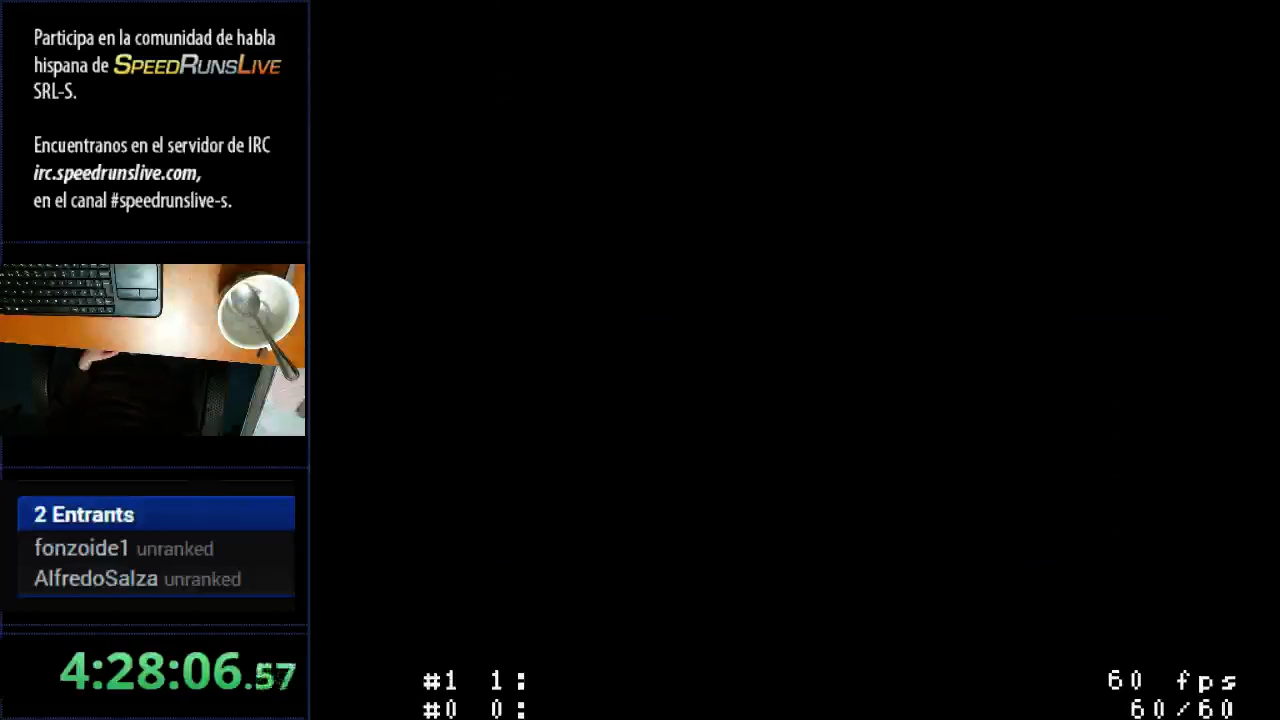 Participa en la comunidad de habla
hispana de SPEEDRUNSLIVE
SRL-S.
Encuentranos en el servidor de IRC
irc.speedrunslive.com,
en el canal #speedrunslive-s.
2 Entrants
fonzoide1 unranked
AlfredoSalza unranked
4:28:06.57
#1 1:
60 fps
#0 0:
60/60